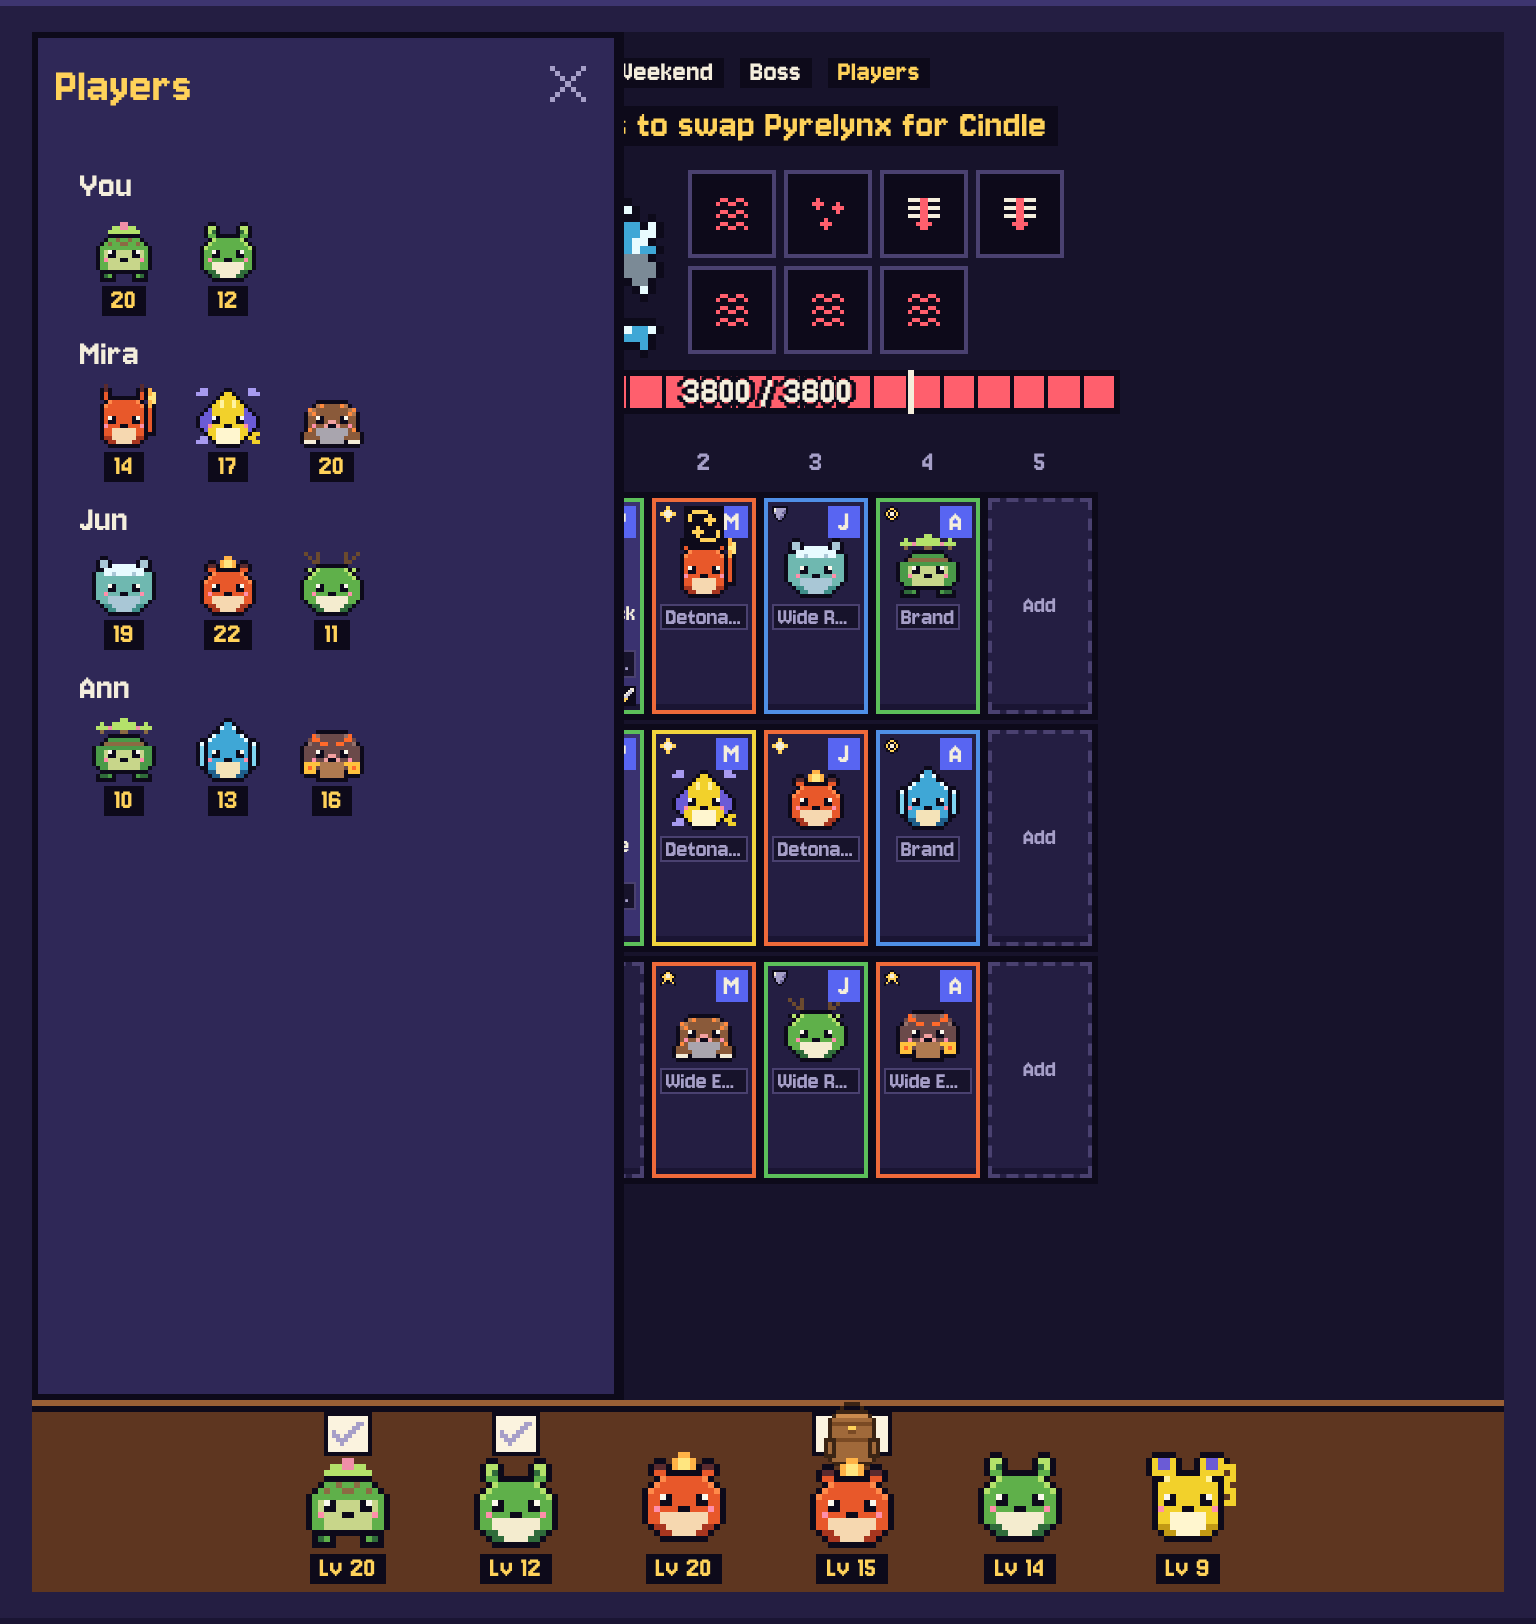 Players
You
20 12
Mira
14 17 20
Jun
19 22 11
Ann
10 13 16
Weekend Boss Players
to swap Pyrelynx for Cindle
3800/3800
2 3 4 5
M J A
Detona... Wide R... Brand Add
M J A
Detona... Detona... Brand Add
M J A
Wide E... Wide R... Wide E... Add
Lv 20 Lv 12 Lv 20 Lv 15 Lv 14 Lv 9